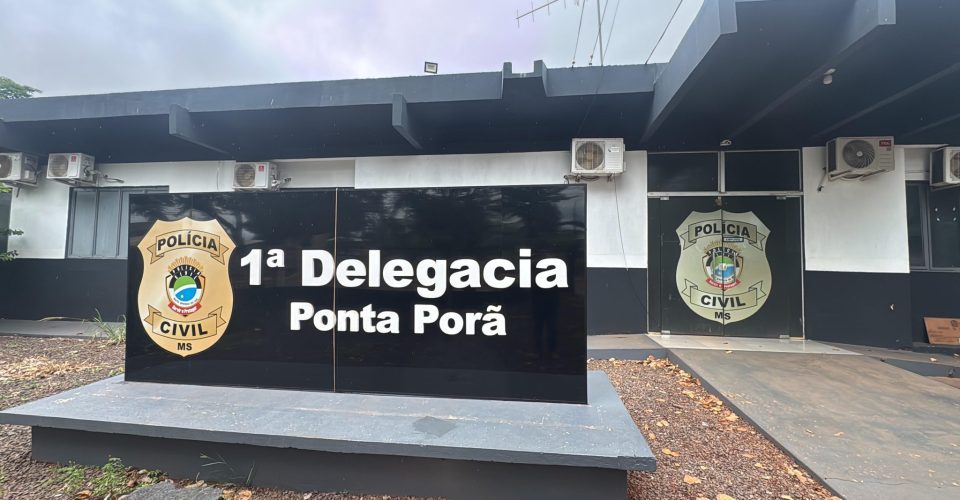 POLÍCIA
CIVIL
MS
1ª Delegacia
Ponta Porã
POLÍCIA
CIVIL
MS